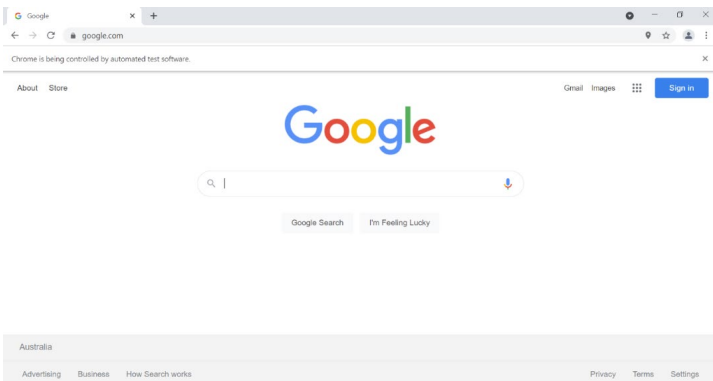 Google
google.com
Chrome is being controlled by automated test software.
About Store Gmail Images Sign in
Google
Google Search I'm Feeling Lucky
Australia
Advertising Business How Search works Privacy Terms Settings